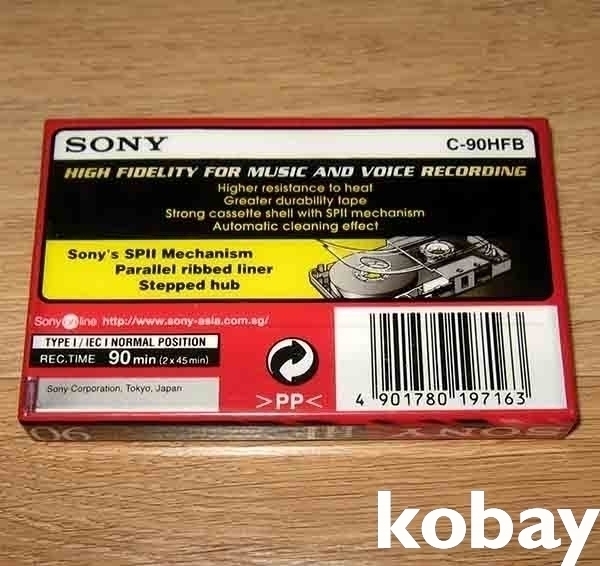 SONY C-90HFB
HIGH FIDELITY FOR MUSIC AND VOICE RECORDING
Higher resistance to heat
Greater durability tape
Strong cassette shell with SPII mechanism
Automatic cleaning effect
Sony's SPII Mechanism
Parallel ribbed liner
Stepped hub
Sony online http://www.sony-asia.com.sg/
TYPE I / IEC I NORMAL POSITION
REC.TIME 90 min (2 x 45 min)
Sony Corporation, Tokyo, Japan
>PP<
4 901780 197163
SONY HF 90
kobay